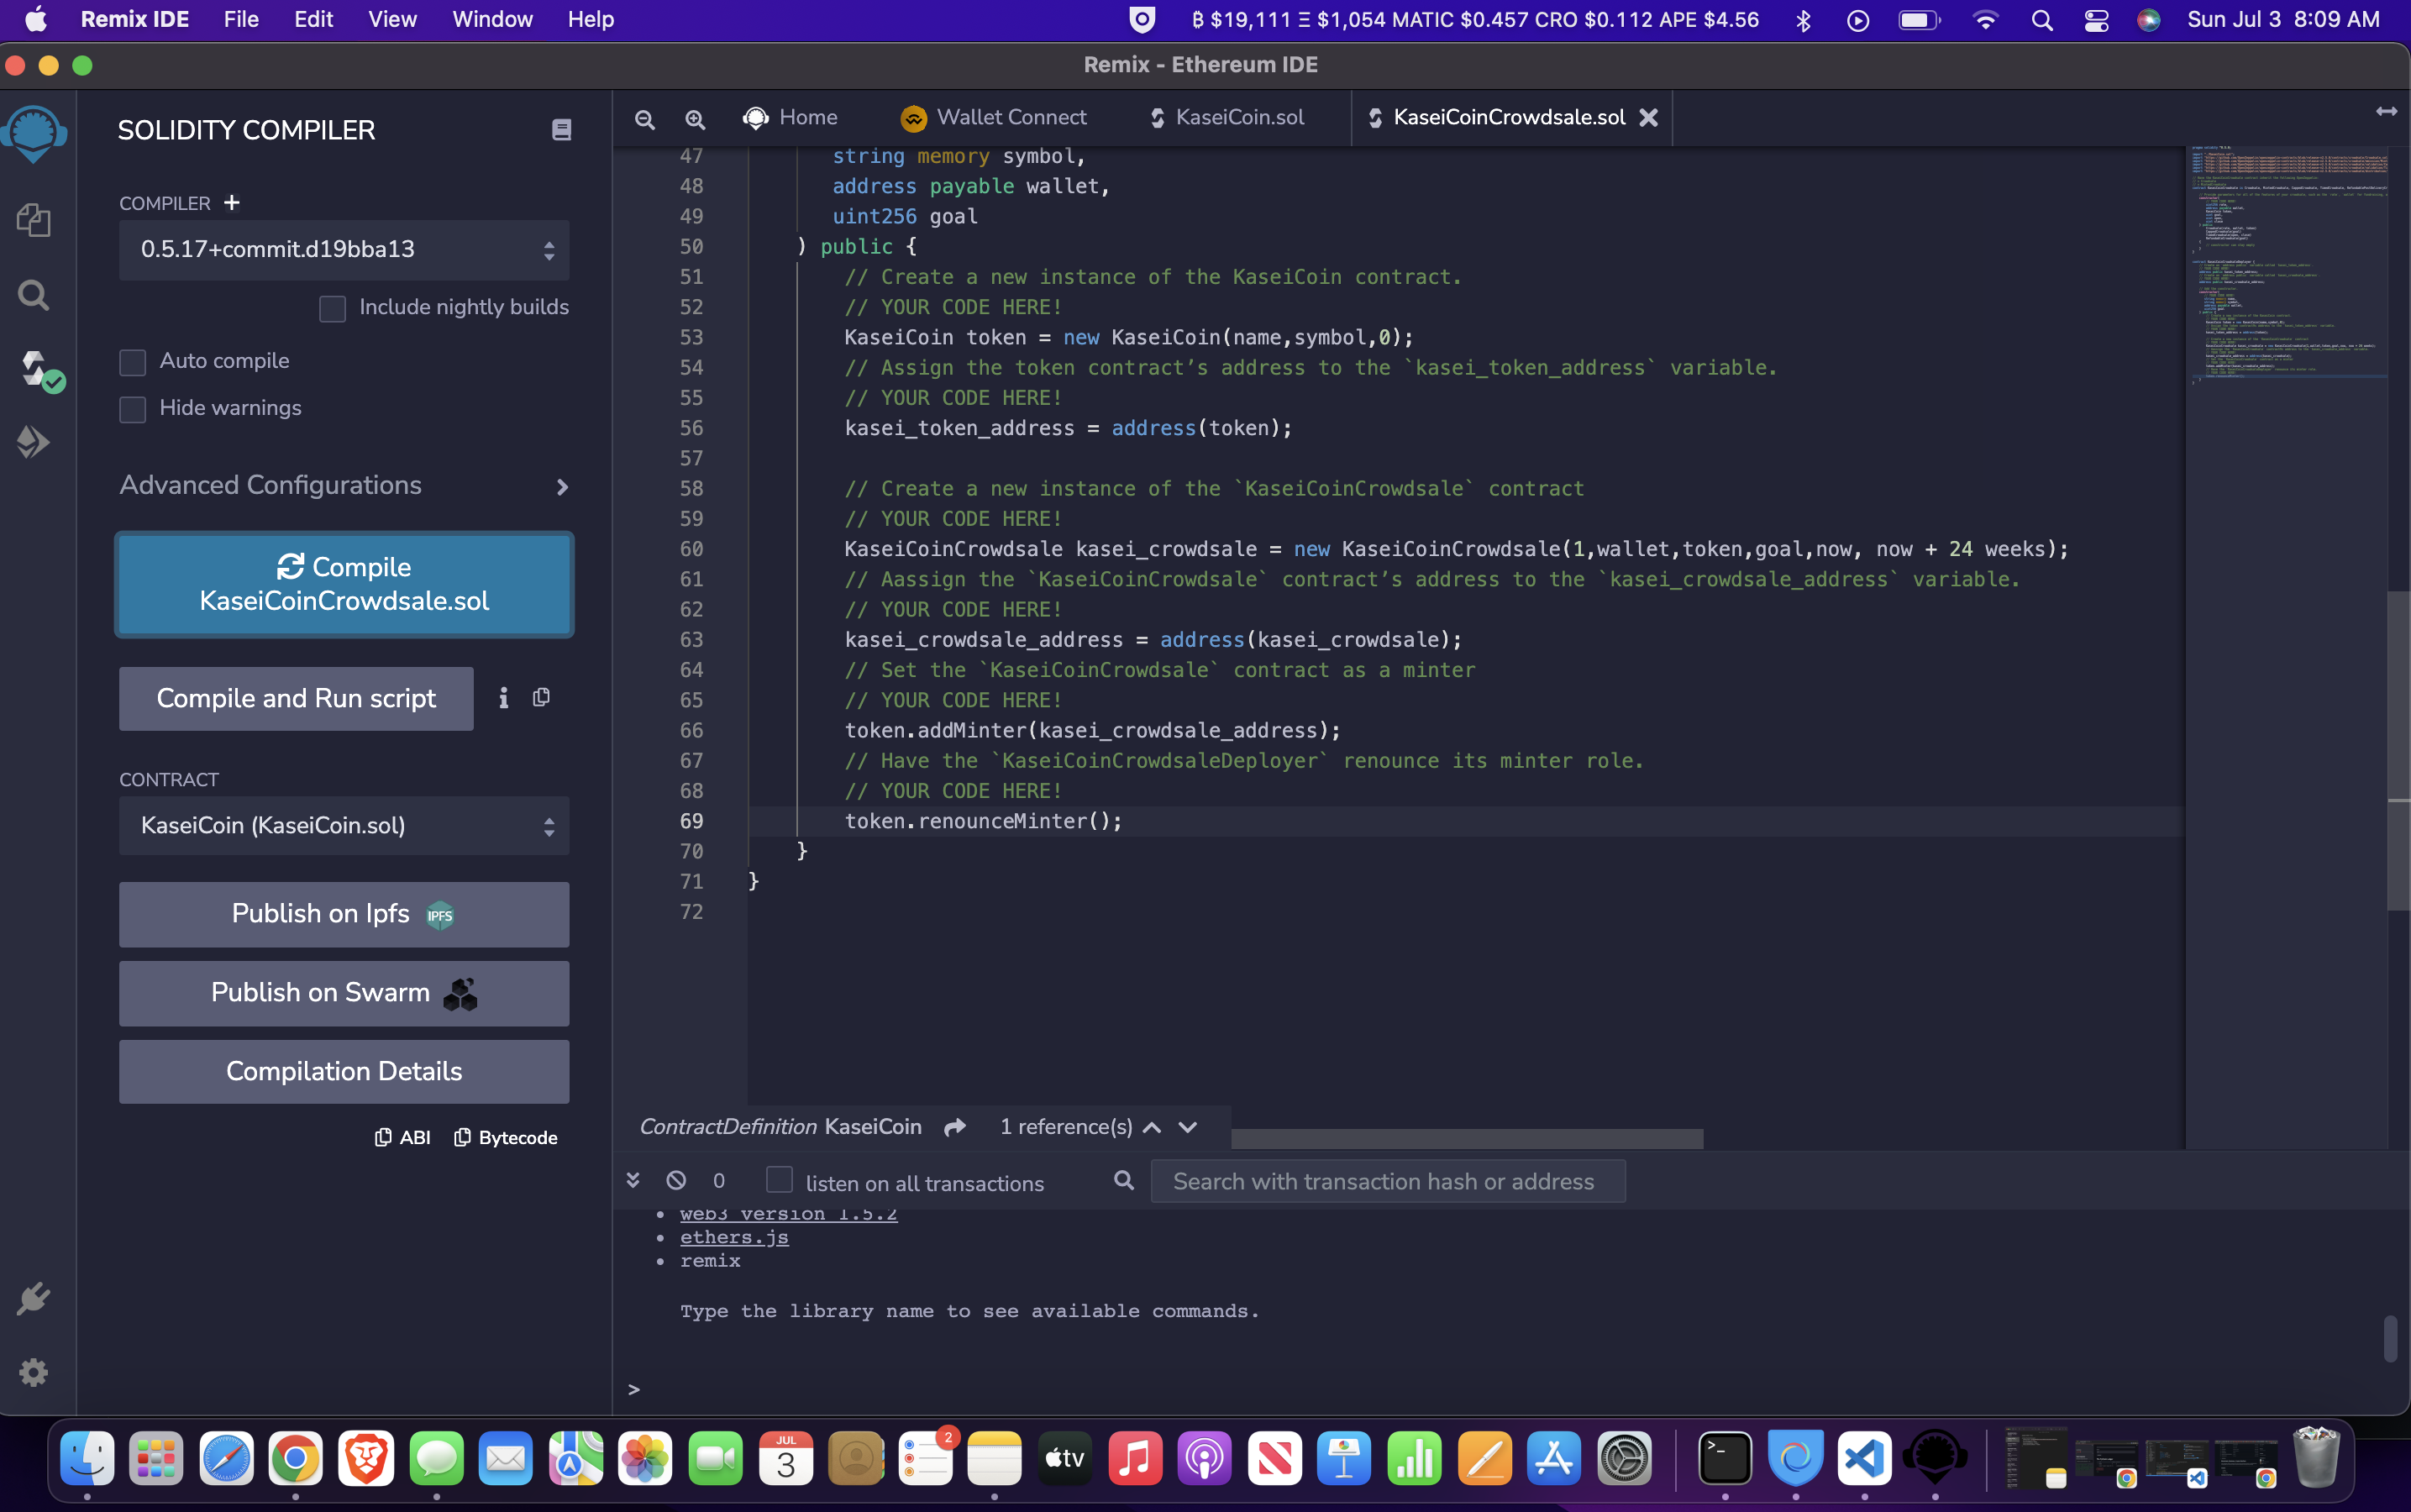 Remix IDE File Edit View Window Help ₿ $19,111 Ξ $1,054 MATIC $0.457 CRO $0.112 APE $4.56 Sun Jul 3 8:09 AM
Remix - Ethereum IDE
SOLIDITY COMPILER
COMPILER +
0.5.17+commit.d19bba13
Include nightly builds
Auto compile
Hide warnings
Advanced Configurations
Compile
KaseiCoinCrowdsale.sol
Compile and Run script
CONTRACT
KaseiCoin (KaseiCoin.sol)
Publish on Ipfs IPFS
Publish on Swarm
Compilation Details
ABI Bytecode
Home Wallet Connect KaseiCoin.sol KaseiCoinCrowdsale.sol
47 string memory symbol,
48 address payable wallet,
49 uint256 goal
50 ) public {
51 // Create a new instance of the KaseiCoin contract.
52 // YOUR CODE HERE!
53 KaseiCoin token = new KaseiCoin(name,symbol,0);
54 // Assign the token contract’s address to the `kasei_token_address` variable.
55 // YOUR CODE HERE!
56 kasei_token_address = address(token);
57
58 // Create a new instance of the `KaseiCoinCrowdsale` contract
59 // YOUR CODE HERE!
60 KaseiCoinCrowdsale kasei_crowdsale = new KaseiCoinCrowdsale(1,wallet,token,goal,now, now + 24 weeks);
61 // Aassign the `KaseiCoinCrowdsale` contract’s address to the `kasei_crowdsale_address` variable.
62 // YOUR CODE HERE!
63 kasei_crowdsale_address = address(kasei_crowdsale);
64 // Set the `KaseiCoinCrowdsale` contract as a minter
65 // YOUR CODE HERE!
66 token.addMinter(kasei_crowdsale_address);
67 // Have the `KaseiCoinCrowdsaleDeployer` renounce its minter role.
68 // YOUR CODE HERE!
69 token.renounceMinter();
70 }
71 }
72
ContractDefinition KaseiCoin 1 reference(s)
0 listen on all transactions Search with transaction hash or address
• web3 version 1.5.2
• ethers.js
• remix
Type the library name to see available commands.
>
JUL
3
2
tv